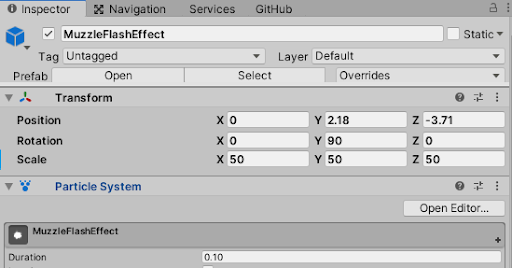 Inspector
Navigation
Services
GitHub
MuzzleFlashEffect
Static
Tag Untagged
Layer Default
Prefab Open Select Overrides
Transform
Position X 0 Y 2.18 Z -3.71
Rotation X 0 Y 90 Z 0
Scale X 50 Y 50 Z 50
Particle System
Open Editor...
MuzzleFlashEffect
Duration 0.10